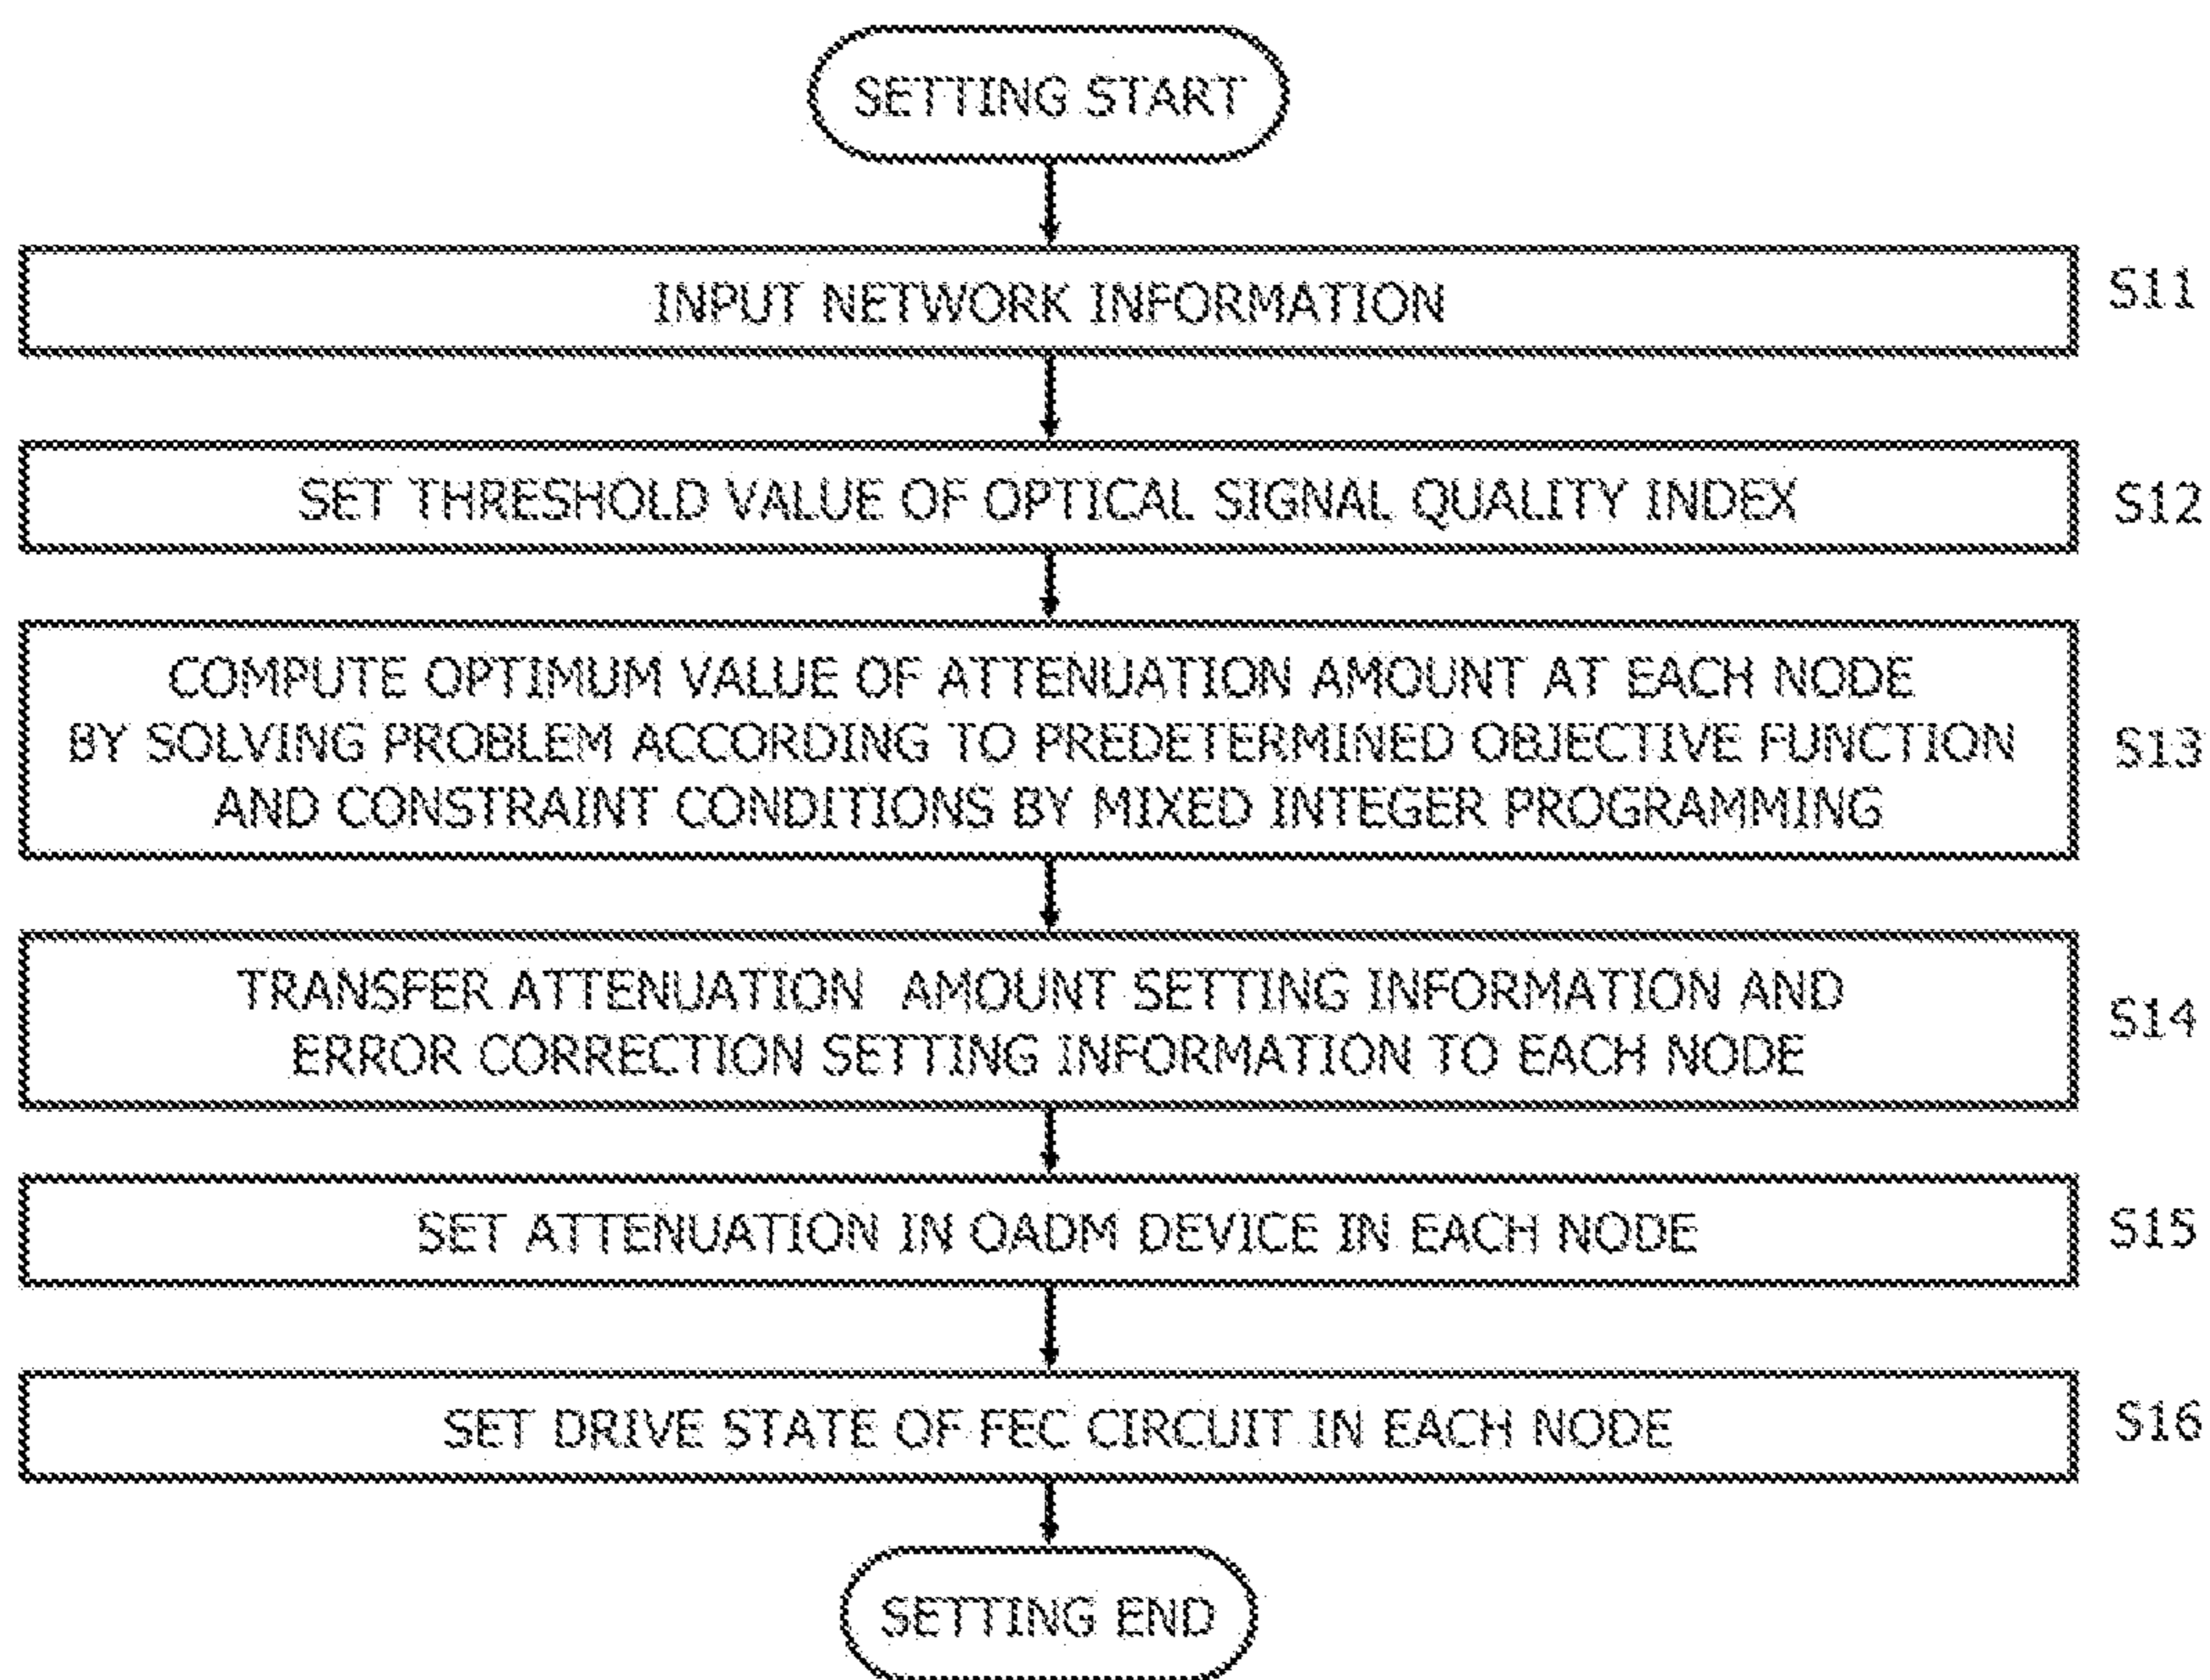 SETTING START
INPUT NETWORK INFORMATION
S11
SET THRESHOLD VALUE OF OPTICAL SIGNAL QUALITY INDEX
S12
COMPUTE OPTIMUM VALUE OF ATTENUATION AMOUNT AT EACH NODE
BY SOLVING PROBLEM ACCORDING TO PREDETERMINED OBJECTIVE FUNCTION
AND CONSTRAINT CONDITIONS BY MIXED INTEGER PROGRAMMING
S13
TRANSFER ATTENUATION AMOUNT SETTING INFORMATION AND
ERROR CORRECTION SETTING INFORMATION TO EACH NODE
S14
SET ATTENUATION IN OADM DEVICE IN EACH NODE
S15
SET DRIVE STATE OF FEC CIRCUIT IN EACH NODE
S16
SETTING END